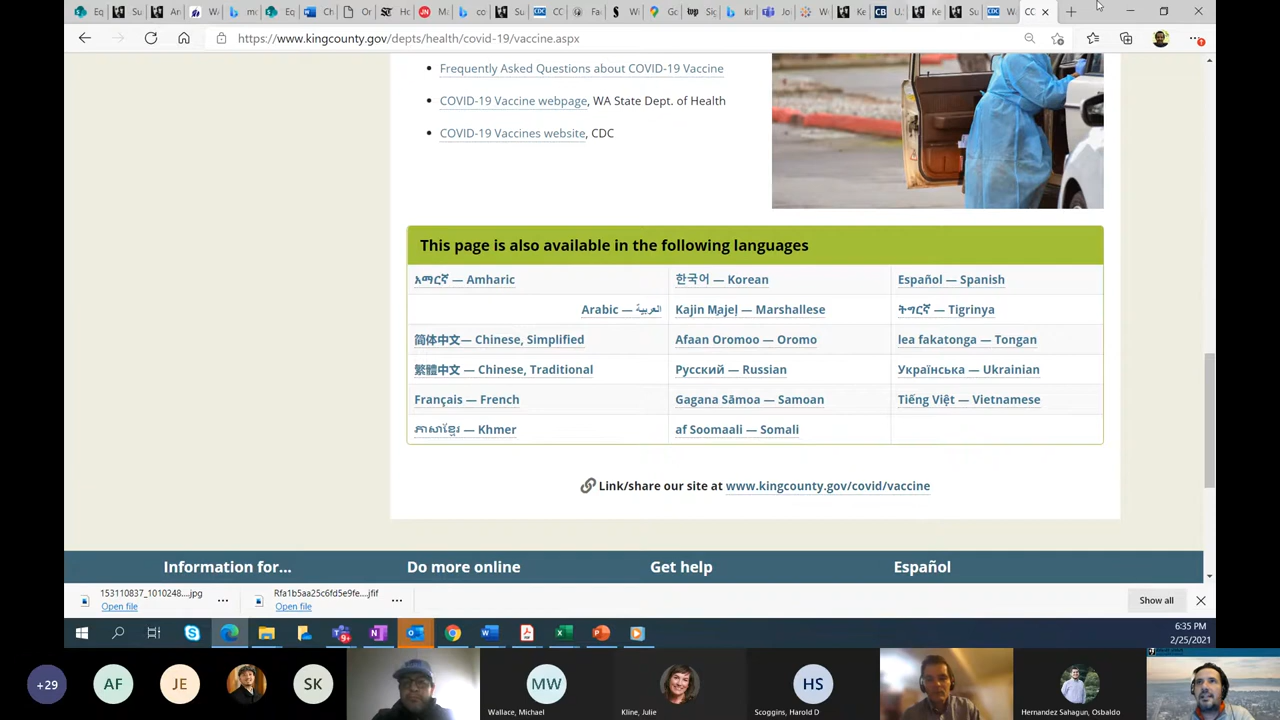 https://www.kingcounty.gov/depts/health/covid-19/vaccine.aspx
Frequently Asked Questions about COVID-19 Vaccine
COVID-19 Vaccine webpage, WA State Dept. of Health
COVID-19 Vaccines website, CDC
This page is also available in the following languages
አማርኛ — Amharic
한국어 — Korean
Español — Spanish
Arabic — العربية
Kajin M̧ajeļ — Marshallese
ትግርኛ — Tigrinya
简体中文— Chinese, Simplified
Afaan Oromoo — Oromo
lea fakatonga — Tongan
繁體中文 — Chinese, Traditional
Русский — Russian
Українська — Ukrainian
Français — French
Gagana Sāmoa — Samoan
Tiếng Việt — Vietnamese
ភាសាខ្មែរ — Khmer
af Soomaali — Somali
Link/share our site at www.kingcounty.gov/covid/vaccine
Information for...
Do more online
Get help
Español
153110837_1010248....jpg
Open file
Rfa1b5aa25c6fd5e9fe....jfif
Open file
Show all
6:35 PM
2/25/2021
+29
AF
JE
SK
MW
Wallace, Michael
Kline, Julie
HS
Scoggins, Harold D
Hernandez Sahagun, Osbaldo